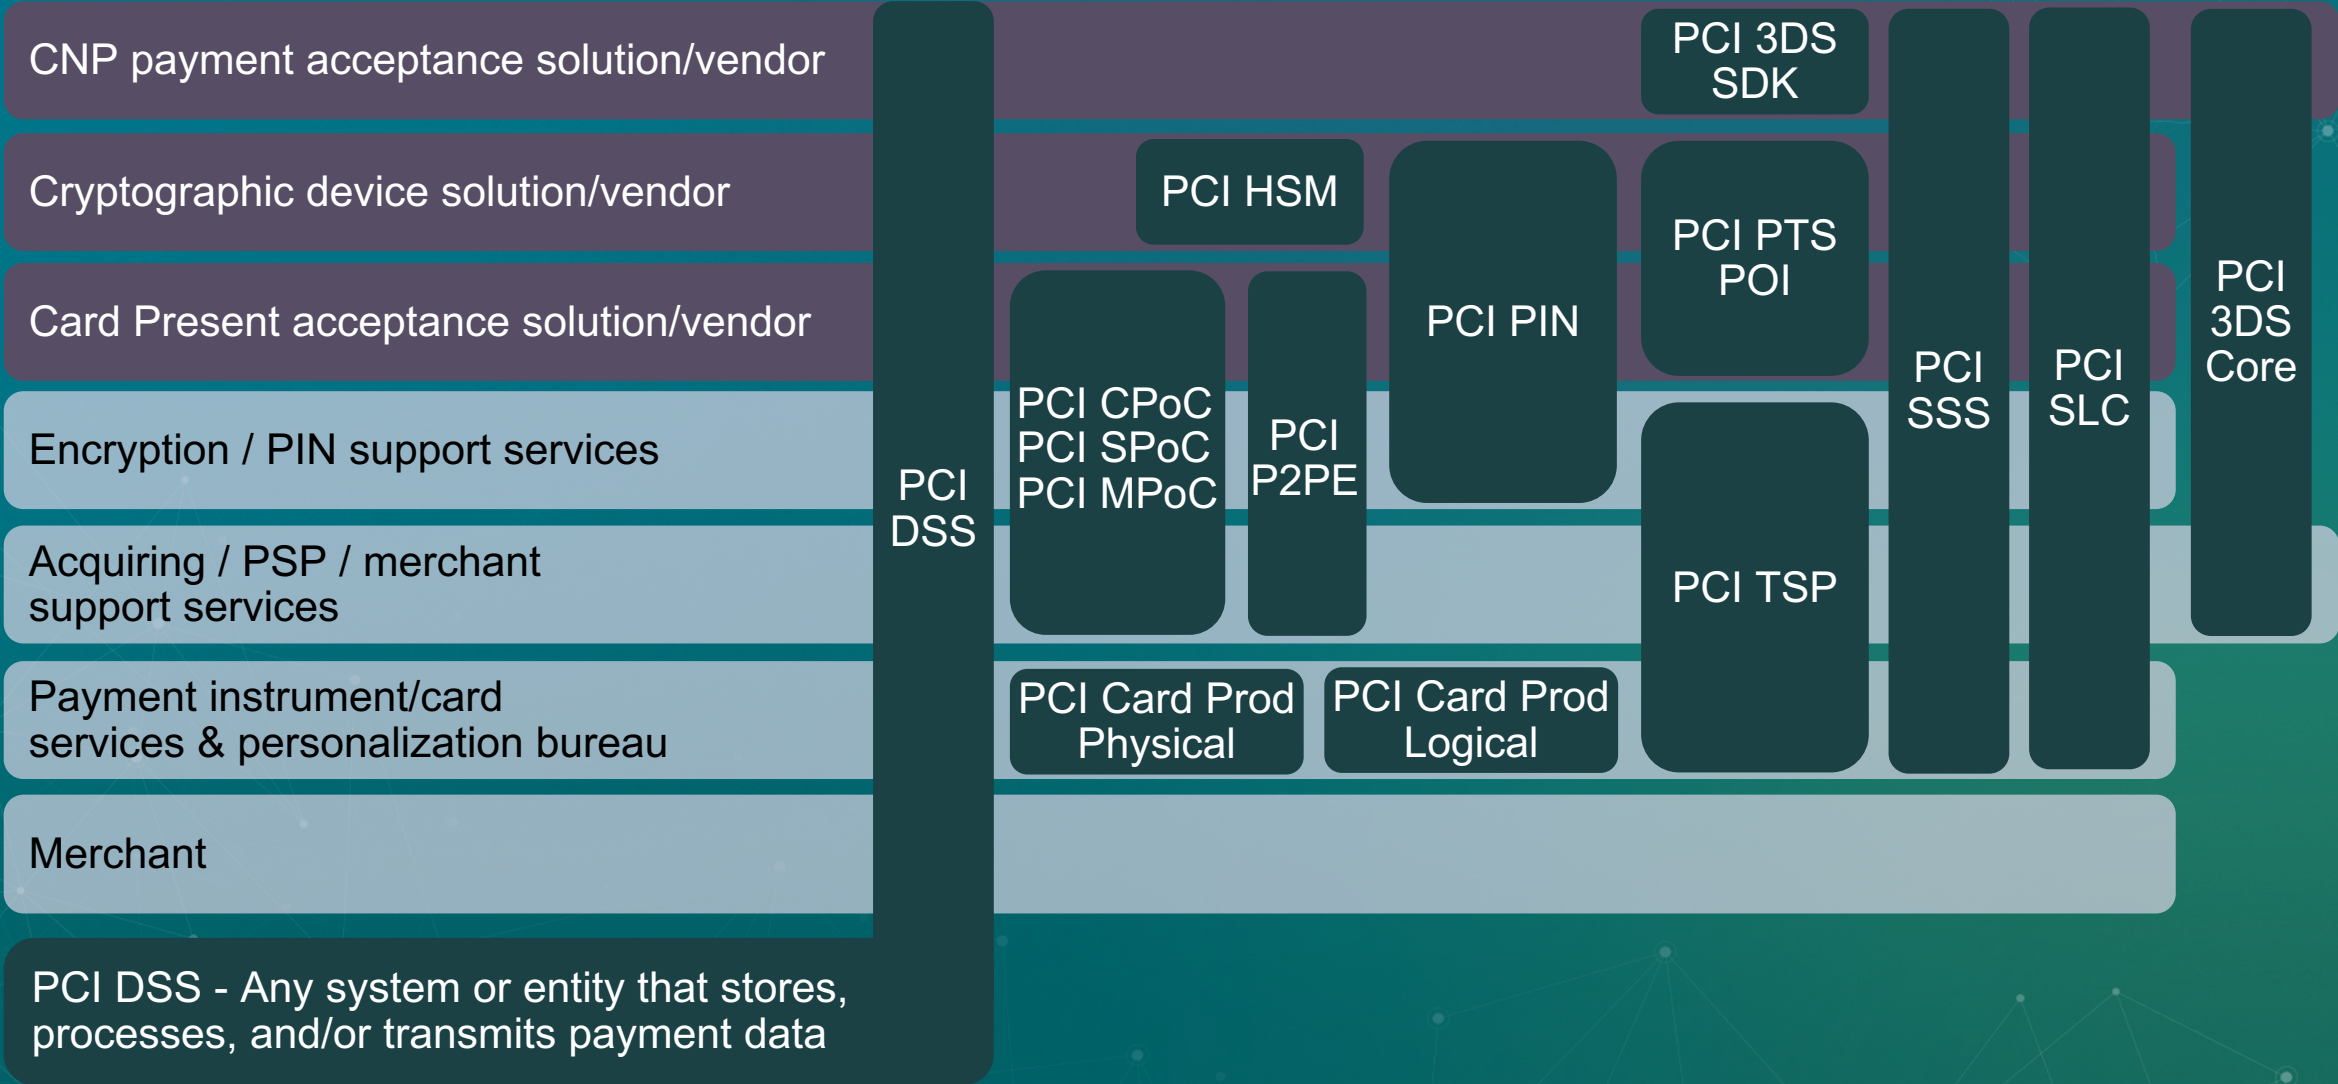 CNP payment acceptance solution/vendor
PCI 3DS
SDK
Cryptographic device solution/vendor
PCI HSM
PCI PTS
POI
Card Present acceptance solution/vendor
PCI PIN
PCI
3DS
Core
PCI
SSS
PCI
SLC
PCI CPoC
PCI SPoC
PCI MPoC
PCI
P2PE
Encryption / PIN support services
PCI
DSS
Acquiring / PSP / merchant
support services
PCI TSP
Payment instrument/card
services & personalization bureau
PCI Card Prod
Physical
PCI Card Prod
Logical
Merchant
PCI DSS - Any system or entity that stores,
processes, and/or transmits payment data